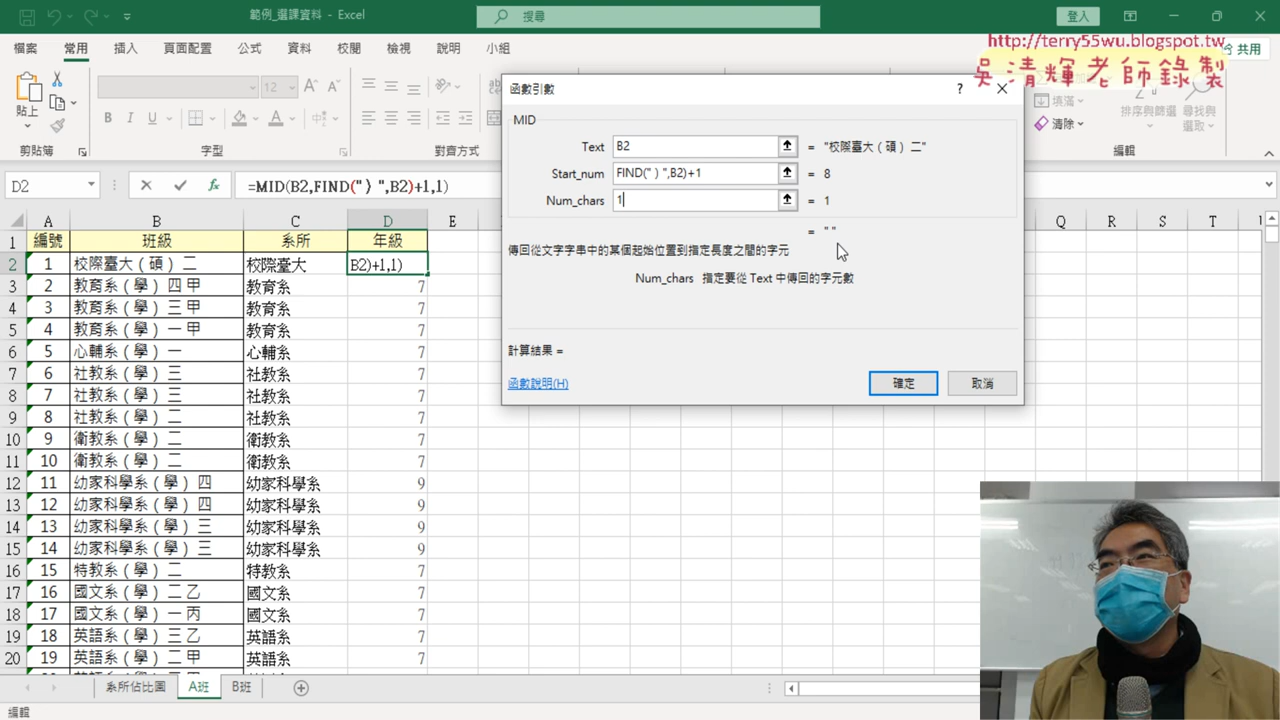 範例_選課資料 - Excel
搜尋
登入
檔案 常用 插入 頁面配置 公式 資料 校閱 檢視 說明 小組
共用
http://terry55wu.blogspot.tw
吳清輝老師錄製
貼上
12
B I U A
填滿
清除
排序與篩選 尋找與選取
剪貼簿 字型 對齊方式 編輯
D2
=MID(B2,FIND("）",B2)+1,1)
函數引數
? ×
MID
Text B2 = "校際臺大（碩） 二"
Start_num FIND("）",B2)+1 = 8
Num_chars 1 = 1
= " "
傳回從文字字串中的某個起始位置到指定長度之間的字元
Num_chars 指定要從 Text 中傳回的字元數
計算結果 =
函數說明(H)
確定 取消
A B C D E Q R S T
1 編號 班級 系所 年級
2 1 校際臺大（碩） 二 校際臺大 B2)+1,1)
3 2 教育系（學） 四 甲 教育系 7
4 3 教育系（學） 三 甲 教育系 7
5 4 教育系（學） 一 甲 教育系 7
6 5 心輔系（學） 一 心輔系 7
7 6 社教系（學） 三 社教系 7
8 7 社教系（學） 三 社教系 7
9 8 社教系（學） 二 社教系 7
10 9 衛教系（學） 二 衛教系 7
11 10 衛教系（學） 二 衛教系 7
12 11 幼家科學系（學） 四 幼家科學系 9
13 12 幼家科學系（學） 四 幼家科學系 9
14 13 幼家科學系（學） 三 幼家科學系 9
15 14 幼家科學系（學） 三 幼家科學系 9
16 15 特教系（學） 二 特教系 7
17 16 國文系（學） 二 乙 國文系 7
18 17 國文系（學） 一 丙 國文系 7
19 18 英語系（學） 三 乙 英語系 7
20 19 英語系（學） 二 甲 英語系 7
系所佔比圖 A班 B班
編輯